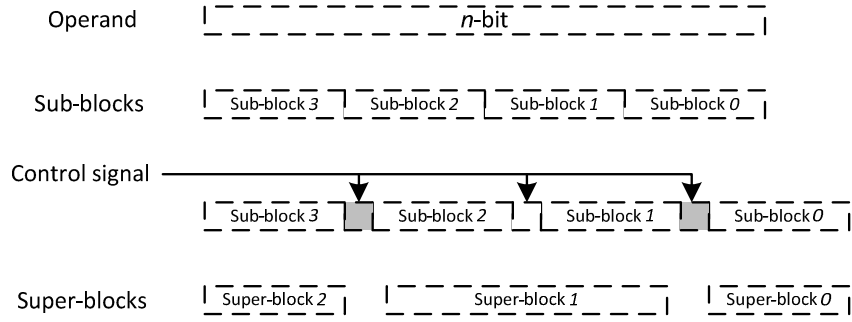 Operand n-bit
Sub-blocks Sub-block 3 Sub-block 2 Sub-block 1 Sub-block 0
Control signal
Sub-block 3 Sub-block 2 Sub-block 1 Sub-block 0
Super-blocks Super-block 2 Super-block 1 Super-block 0